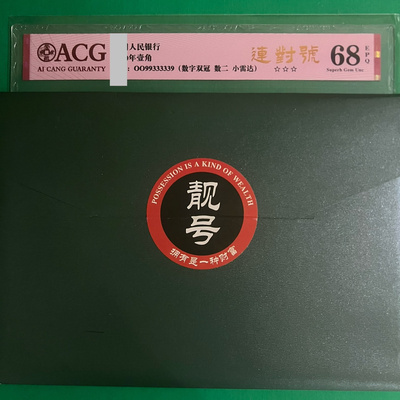 ACG
AI CANG GUARANTY
人民银行
年壹角
OO99333339（数字双冠 数二 小雷达）
連對號
☆☆☆
68
EPQ
Superb Gem Unc
POSSESSION IS A KIND OF WEALTH
靓号
拥有是一种财富